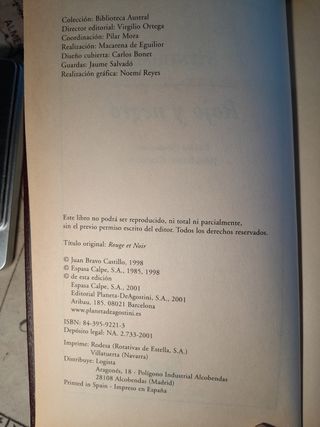 Colección: Biblioteca Austral
Director editorial: Virgilio Ortega
Coordinación: Pilar Mora
Realización: Macarena de Eguilior
Diseño cubierta: Carlos Bonet
Guardas: Jaume Salvadó
Realización gráfica: Noemí Reyes
Rojo y negro
Este libro no podrá ser reproducido, ni total ni parcialmente,
sin el previo permiso escrito del editor. Todos los derechos reservados.
Título original: Rouge et Noir
© Juan Bravo Castillo, 1998
© Espasa Calpe, S.A., 1985, 1998
© de esta edición
Espasa Calpe, S.A., 2001
Editorial Planeta-DeAgostini, S.A., 2001
Aribau, 185. 08021 Barcelona
www.planetadeagostini.es
ISBN: 84-395-9221-3
Depósito legal: NA. 2.733-2001
Imprime: Rodesa (Rotativas de Estella, S.A.)
Villatuerta (Navarra)
Distribuye: Logista
Aragonés, 18 - Polígono Industrial Alcobendas
28108 Alcobendas (Madrid)
Printed in Spain - Impreso en España